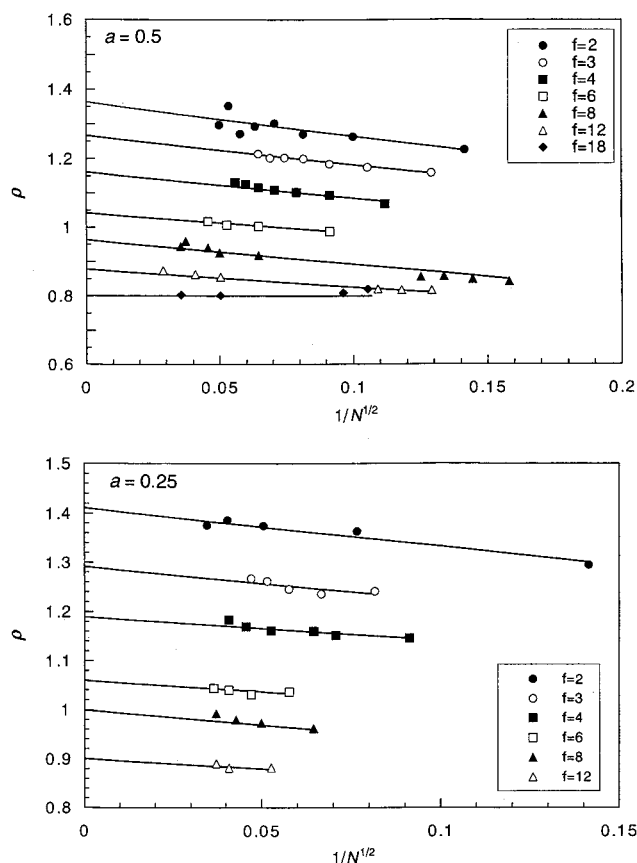 a = 0.5
f=2
f=3
f=4
f=6
f=8
f=12
f=18
1.6
1.4
1.2
1
0.8
0.6
ρ
0
0.05
0.1
0.15
0.2
1/N^1/2
a = 0.25
1.5
1.4
1.3
1.2
1.1
1
0.9
0.8
ρ
f=2
f=3
f=4
f=6
f=8
f=12
0
0.05
0.1
0.15
1/N^1/2